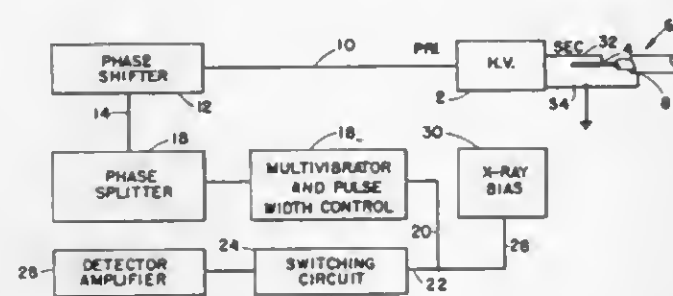 10
PRI.
SEC
32
4
6
PHASE
SHIFTER
12
H.V.
2
34
8
14
18
PHASE
SPLITTER
18
MULTIVIBRATOR
AND PULSE
WIDTH CONTROL
30
X-RAY
BIAS
20
28
26
DETECTOR
AMPLIFIER
24
SWITCHING
CIRCUIT
22